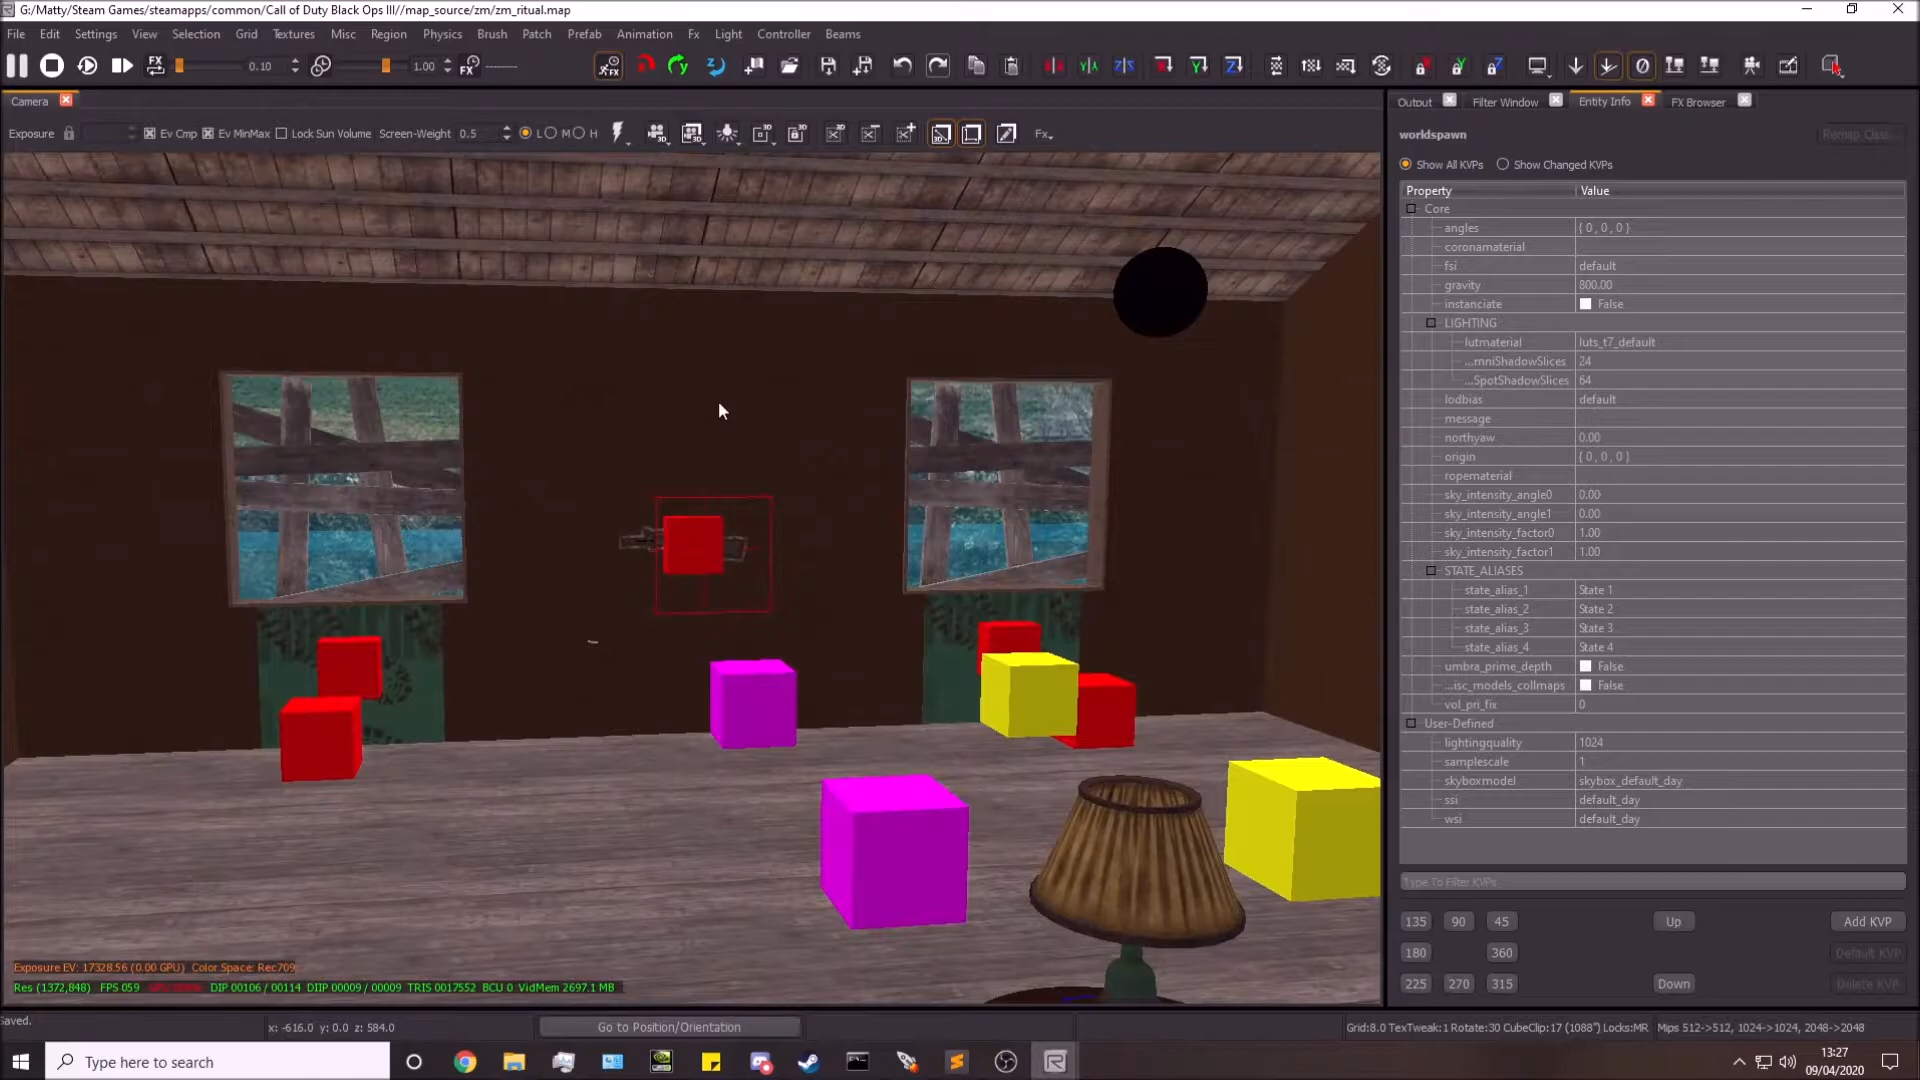 G:/Matty/Steam Games/steamapps/common/Call of Duty Black Ops III//map_source/zm/zm_ritual.map
File Edit Settings View Selection Grid Textures Misc Region Physics Brush Patch Prefab Animation Fx Light Controller Beams
FX 0.10 1.00 FX
Camera
Exposure Ev Cmp Ev MinMax Lock Sun Volume Screen-Weight 0.5 L M H Fx
Output Filter Window Entity Info FX Browser
worldspawn Remap Clas...
Show All KVPs Show Changed KVPs
Property Value
Core
angles { 0 , 0 , 0 }
coronamaterial
fsi default
gravity 800.00
instanciate False
LIGHTING
lutmaterial luts_t7_default
...mniShadowSlices 24
...SpotShadowSlices 64
lodbias default
message
northyaw 0.00
origin { 0 , 0 , 0 }
ropematerial
sky_intensity_angle0 0.00
sky_intensity_angle1 0.00
sky_intensity_factor0 1.00
sky_intensity_factor1 1.00
STATE_ALIASES
state_alias_1 State 1
state_alias_2 State 2
state_alias_3 State 3
state_alias_4 State 4
umbra_prime_depth False
...isc_models_collmaps False
vol_pri_fix 0
User-Defined
lightingquality 1024
samplescale 1
skyboxmodel skybox_default_day
ssi default_day
wsi default_day
Type To Filter KVPs
135 90 45 Up Add KVP
180 360 Default KVP
225 270 315 Down Delete KVP
Exposure EV: 17328.56 (0.00 GPU) Color Space: Rec709
Res (1372,848) FPS 059 DIP 00106 / 00114 DIIP 00009 / 00009 TRIS 0017552 BCU 0 VidMem 2697.1 MB
Saved. x: -616.0 y: 0.0 z: 584.0 Go to Position/Orientation Grid:8.0 TexTweak:1 Rotate:30 CubeClip:17 (1088") Locks:MR Mips 512->512, 1024->1024, 2048->2048
Type here to search
13:27
09/04/2020